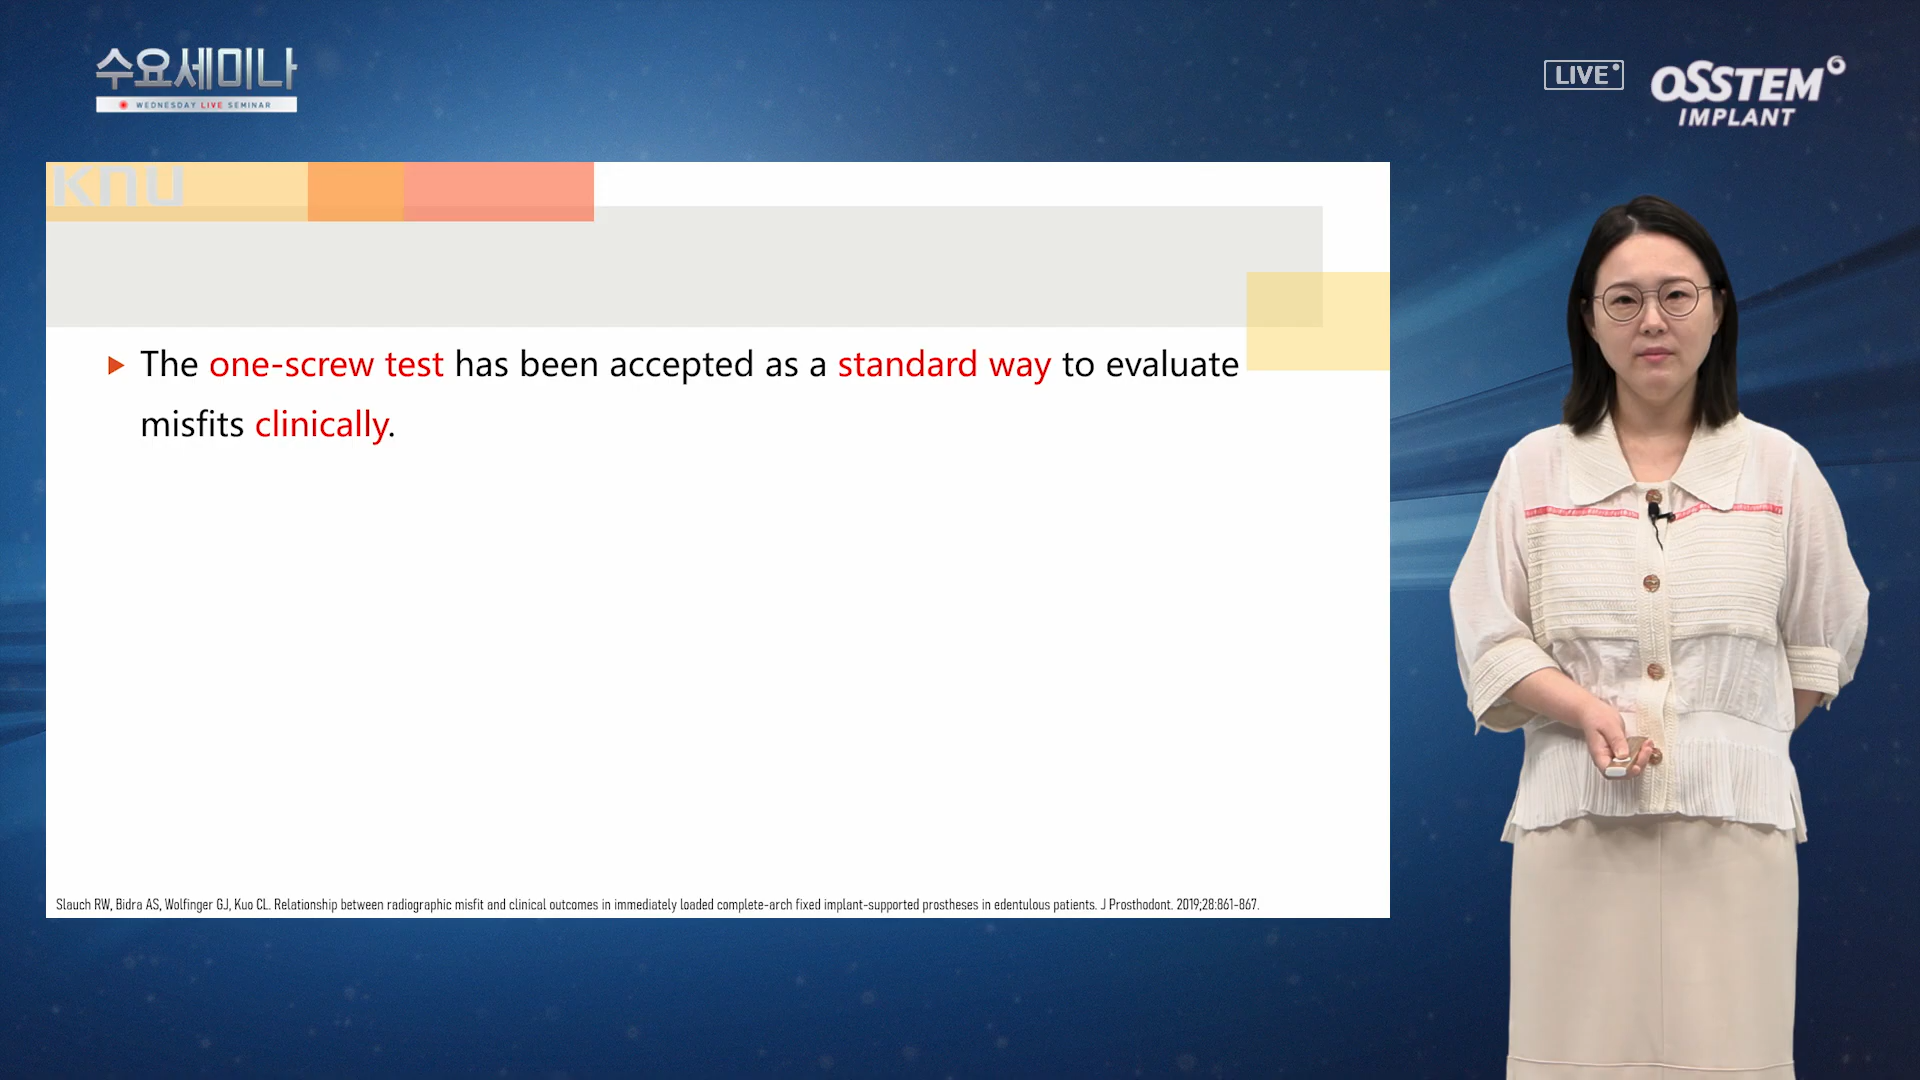 수요세미나
WEDNESDAY LIVE SEMINAR
LIVE
OSSTEM
IMPLANT
knu
The one-screw test has been accepted as a standard way to evaluate
misfits clinically.
Slauch RW, Bidra AS, Wolfinger GJ, Kuo CL. Relationship between radiographic misfit and clinical outcomes in immediately loaded complete-arch fixed implant-supported prostheses in edentulous patients. J Prosthodont. 2019;28:861-867.